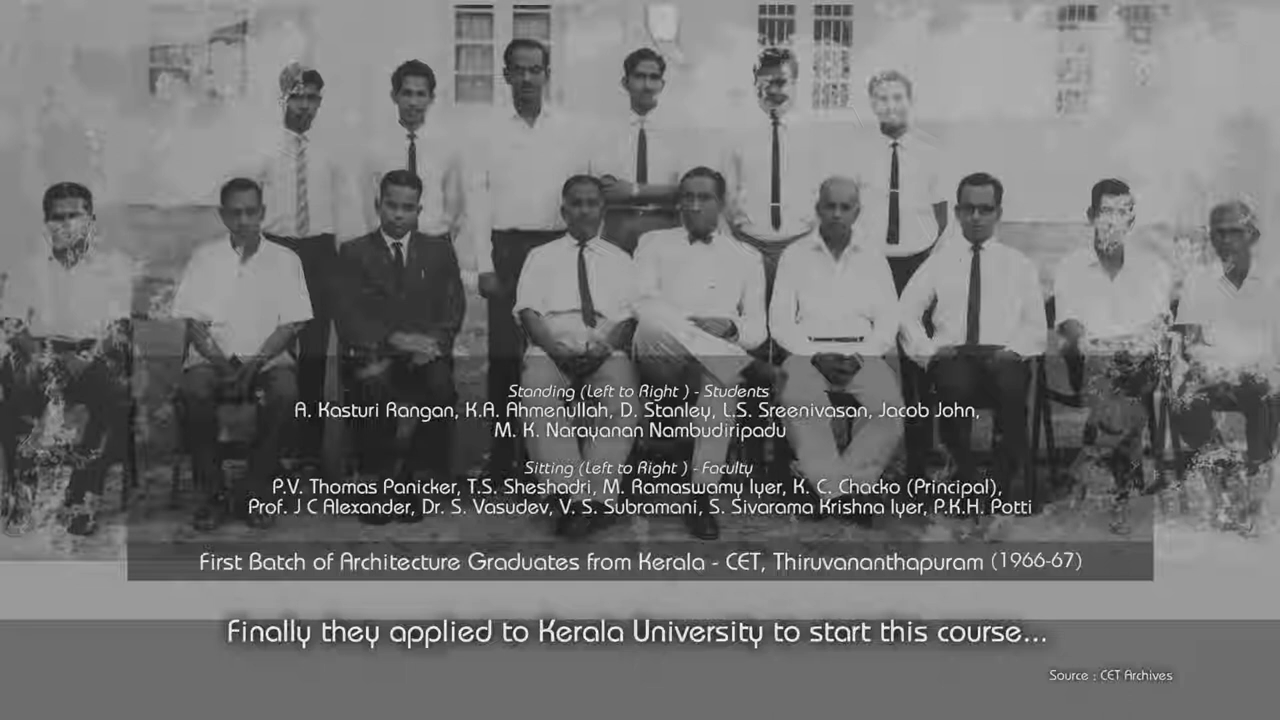 Standing (Left to Right ) - Students
A. Kasturi Rangan, K.A. Ahmenullah, D. Stanley, L.S. Sreenivasan, Jacob John,
M. K. Narayanan Nambudiripadu
Sitting (Left to Right ) - Faculty
P.V. Thomas Panicker, T.S. Sheshadri, M. Ramaswamy Iyer, K. C. Chacko (Principal),
Prof. J C Alexander, Dr. S. Vasudev, V. S. Subramani, S. Sivarama Krishna Iyer, P.K.H. Potti
First Batch of Architecture Graduates from Kerala - CET, Thiruvananthapuram (1966-67)
Finally they applied to Kerala University to start this course...
Source : CET Archives